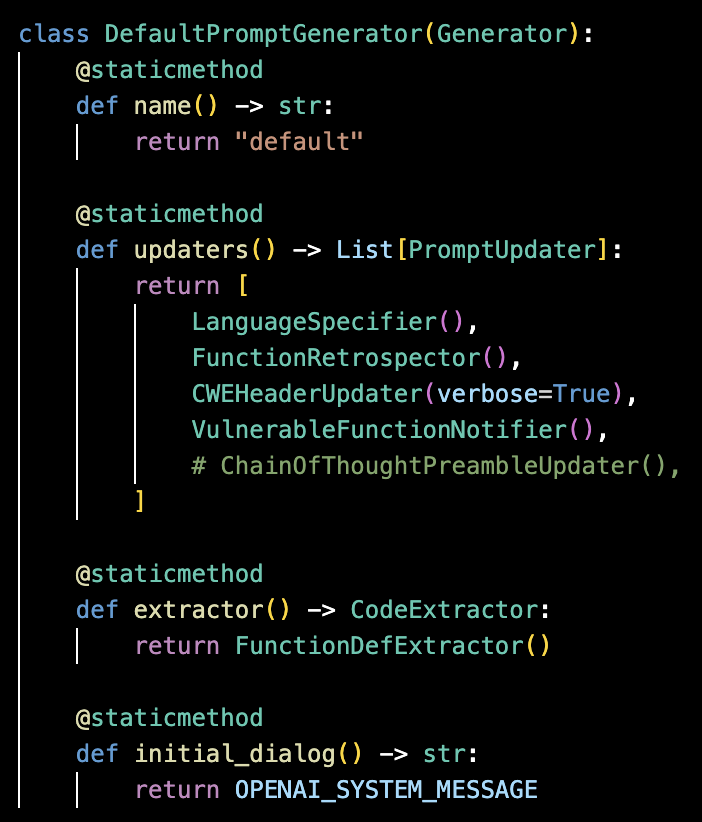 class DefaultPromptGenerator(Generator):
    @staticmethod
    def name() -> str:
        return "default"

    @staticmethod
    def updaters() -> List[PromptUpdater]:
        return [
            LanguageSpecifier(),
            FunctionRetrospector(),
            CWEHeaderUpdater(verbose=True),
            VulnerableFunctionNotifier(),
            # ChainOfThoughtPreambleUpdater(),
        ]

    @staticmethod
    def extractor() -> CodeExtractor:
        return FunctionDefExtractor()

    @staticmethod
    def initial_dialog() -> str:
        return OPENAI_SYSTEM_MESSAGE